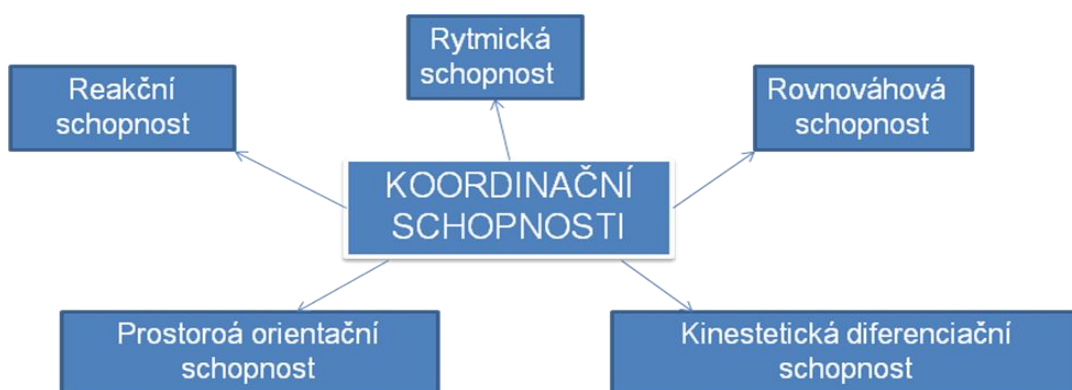 Rytmická
schopnost
Reakční
schopnost
Rovnováhová
schopnost
KOORDINAČNÍ
SCHOPNOSTI
Prostoroá orientační
schopnost
Kinestetická diferenciační
schopnost